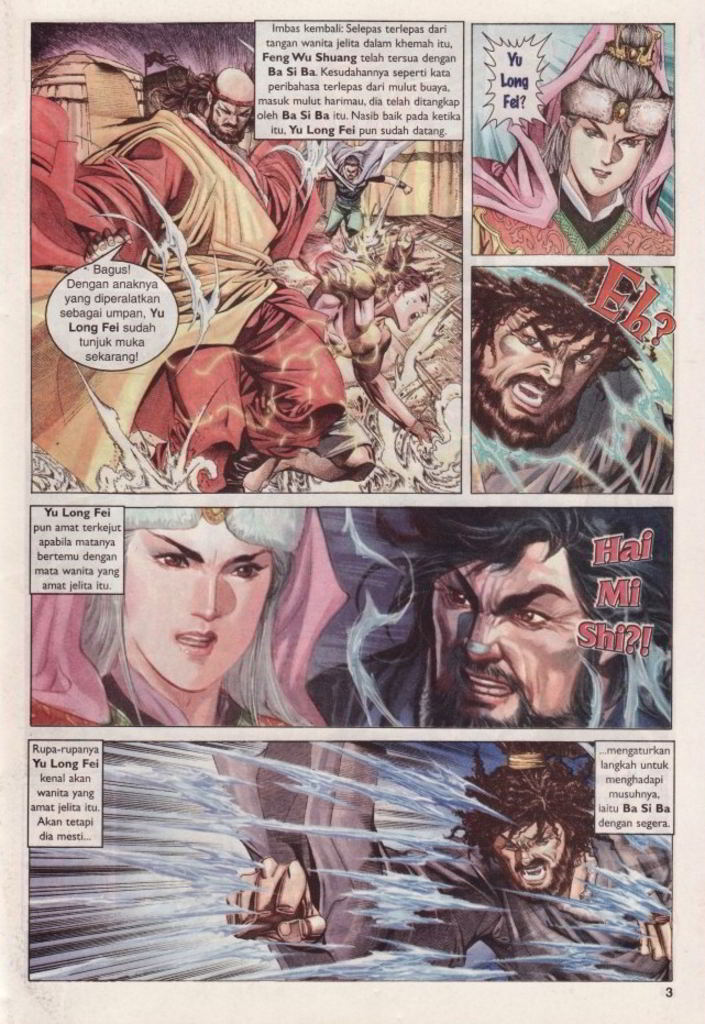 Imbas kembali: Selepas terlepas dari
tangan wanita jelita dalam khemah itu,
Feng Wu Shuang telah tersua dengan
Ba Si Ba. Kesudahannya seperti kata
peribahasa terlepas dari mulut buaya,
masuk mulut harimau, dia telah ditangkap
oleh Ba Si Ba itu. Nasib baik pada ketika
itu, Yu Long Fei pun sudah datang.
Bagus!
Dengan anaknya
yang diperalatkan
sebagai umpan, Yu
Long Fei sudah
tunjuk muka
sekarang!
Yu
Long
Fei?
Eh?
Yu Long Fei
pun amat terkejut
apabila matanya
bertemu dengan
mata wanita yang
amat jelita itu.
Hai
Mi
Shi?!
Rupa-rupanya
Yu Long Fei
kenal akan
wanita yang
amat jelita itu.
Akan tetapi
dia mesti...
...mengaturkan
langkah untuk
menghadapi
musuhnya,
iaitu Ba Si Ba
dengan segera.
3